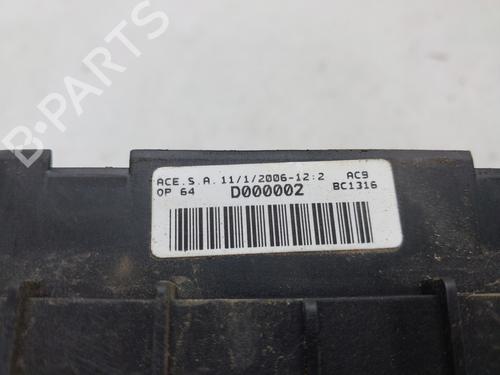 ACE.S.A. 11/1/2006-12:2 AC9
OP 64 D000002 BC1316
B-PARTS